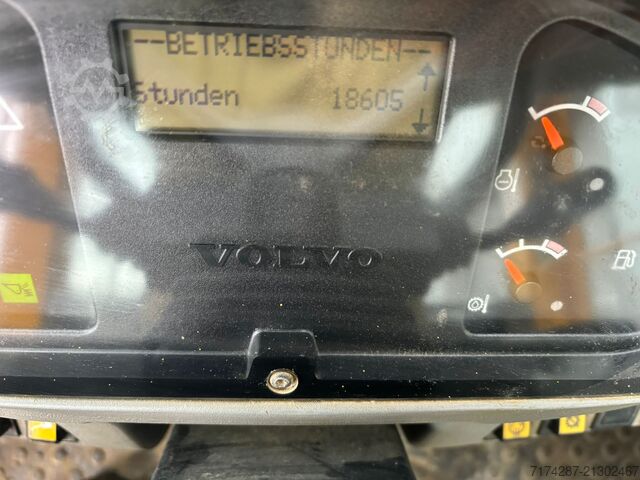 --BETRIEBSSTUNDEN--
Stunden 18605
VOLVO
7174287-21302467